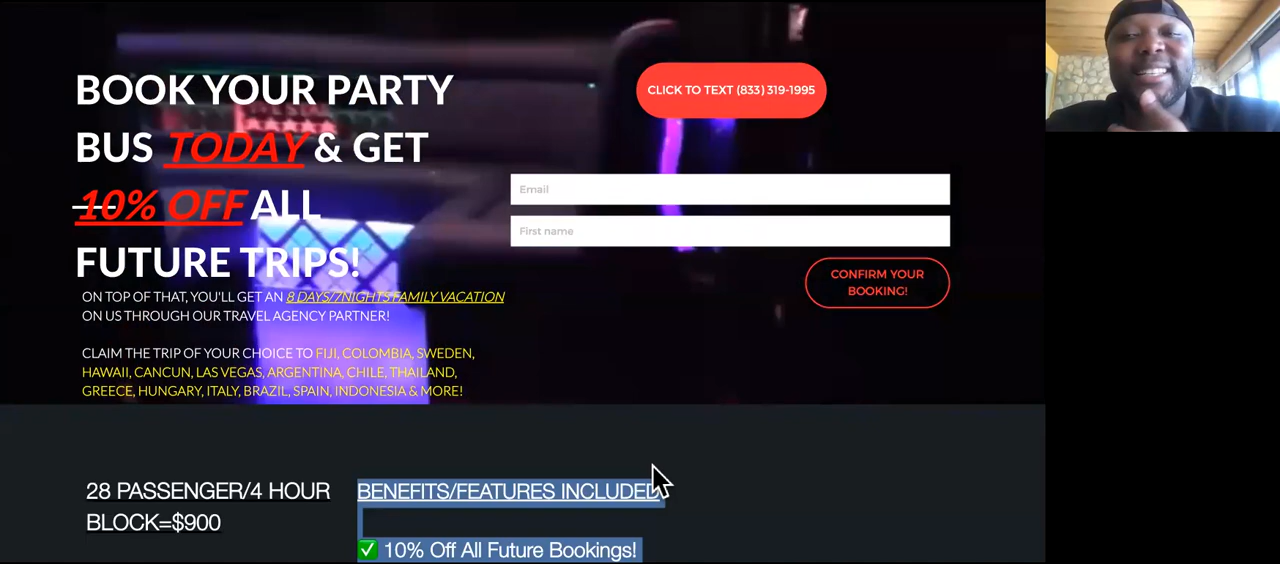 BOOK YOUR PARTY
BUS TODAY & GET
10% OFF ALL
FUTURE TRIPS!
ON TOP OF THAT, YOU'LL GET AN 8 DAYS/7NIGHTS FAMILY VACATION
ON US THROUGH OUR TRAVEL AGENCY PARTNER!
CLAIM THE TRIP OF YOUR CHOICE TO FIJI, COLOMBIA, SWEDEN,
HAWAII, CANCUN, LAS VEGAS, ARGENTINA, CHILE, THAILAND,
GREECE, HUNGARY, ITALY, BRAZIL, SPAIN, INDONESIA & MORE!
CLICK TO TEXT (833) 319-1995
Email
First name
CONFIRM YOUR
BOOKING!
28 PASSENGER/4 HOUR
BLOCK=$900
BENEFITS/FEATURES INCLUDED
✅ 10% Off All Future Bookings!